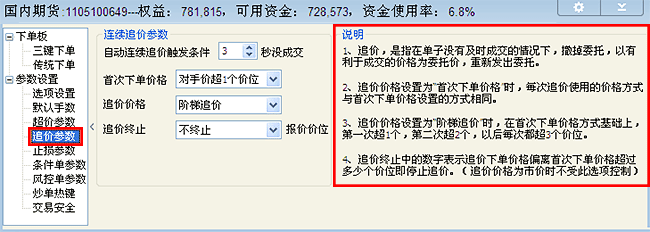 国内期货:1105100649---权益: 781,815, 可用资金: 728,573, 资金使用率: 6.8%
下单板
三键下单
传统下单
参数设置
选项设置
默认手数
超价参数
追价参数
止损参数
条件单参数
风控单参数
炒单热键
交易安全
连续追价参数
自动连续追价触发条件 3 秒没成交
首次下单价格 对手价超1个价位
追价价格 阶梯追价
追价终止 不终止 报价价位
说明
1、追价，是指在单子没有及时成交的情况下，撤掉委托，以有
利于成交的价格为委托价，重新发出委托。
2、追价价格设置为"首次下单价格"时，每次追价使用的价格方式
与首次下单价格设置的方式相同。
3、追价价格设置为"阶梯追价"时，在首次下单价格方式基础上，
第一次超1个，第二次超2个，以后每次都超3个价位。
4、追价终止中的数字表示追价下单价格偏离首次下单价格超过
多少个价位即停止追价。（追价价格为市价时不受此选项控制）